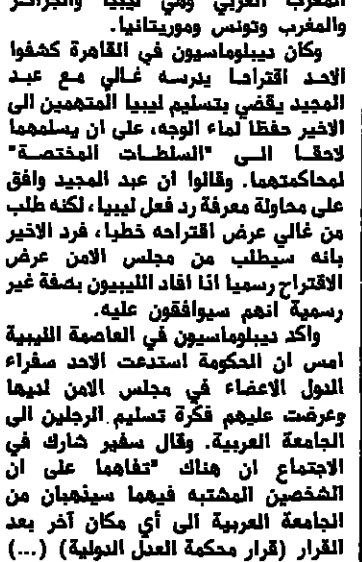 المغرب العربي وهي ليبيا والجزائر
والمغرب وتونس وموريتانيا.
وكان ديبلوماسيون في القاهرة كشفوا
الاحد اقتراحا يدرسه غالي مع عبد
المجيد يقضي بتسليم ليبيا المتهمين الى
الاخير حفظا لماء الوجه، على ان يسلمهما
لاحقا الى "السلطات المختصة"
لمحاكمتهما. وقالوا ان عبد المجيد وافق
على محاولة معرفة رد فعل ليبيا، لكنه طلب
من غالي عرض اقتراحه خطيا، فرد الاخير
بانه سيطلب من مجلس الامن عرض
الاقتراح رسميا اذا افاد الليبيون بصفة غير
رسمية انهم سيوافقون عليه.
واكد ديبلوماسيون في العاصمة الليبية
امس ان الحكومة استدعت الاحد سفراء
الدول الاعضاء في مجلس الامن لديها
وعرضت عليهم فكرة تسليم الرجلين الى
الجامعة العربية. وقال سفير شارك في
الاجتماع ان هناك "تفاهما على ان
الشخصين المشتبه فيهما سيذهبان من
الجامعة العربية الى أي مكان آخر بعد
القرار (قرار محكمة العدل الدولية) (...)